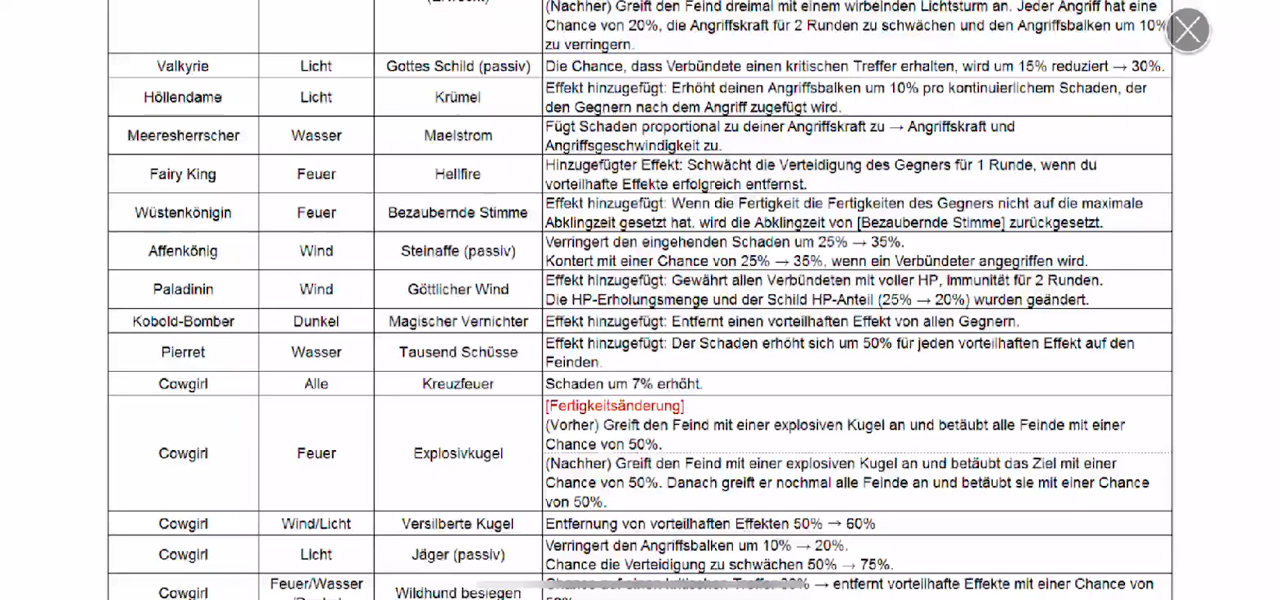 (Nachher) Greift den Feind dreimal mit einem wirbelnden Lichtsturm an. Jeder Angriff hat eine
Chance von 20%, die Angriffskraft für 2 Runden zu schwächen und den Angriffsbalken um 10%
zu verringern.
Valkyrie Licht Gottes Schild (passiv) Die Chance, dass Verbündete einen kritischen Treffer erhalten, wird um 15% reduziert → 30%.
Höllendame Licht Krümel Effekt hinzugefügt: Erhöht deinen Angriffsbalken um 10% pro kontinuierlichem Schaden, der
den Gegnern nach dem Angriff zugefügt wird.
Meeresherrscher Wasser Maelstrom Fügt Schaden proportional zu deiner Angriffskraft zu → Angriffskraft und
Angriffsgeschwindigkeit zu.
Fairy King Feuer Hellfire Hinzugefügter Effekt: Schwächt die Verteidigung des Gegners für 1 Runde, wenn du
vorteilhafte Effekte erfolgreich entfernst.
Wüstenkönigin Feuer Bezaubernde Stimme Effekt hinzugefügt: Wenn die Fertigkeit die Fertigkeiten des Gegners nicht auf die maximale
Abklingzeit gesetzt hat, wird die Abklingzeit von [Bezaubernde Stimme] zurückgesetzt.
Affenkönig Wind Steinaffe (passiv) Verringert den eingehenden Schaden um 25% → 35%.
Kontert mit einer Chance von 25% → 35%, wenn ein Verbündeter angegriffen wird.
Paladinin Wind Göttlicher Wind Effekt hinzugefügt: Gewährt allen Verbündeten mit voller HP, Immunität für 2 Runden.
Die HP-Erholungsmenge und der Schild HP-Anteil (25% → 20%) wurden geändert.
Kobold-Bomber Dunkel Magischer Vernichter Effekt hinzugefügt: Entfernt einen vorteilhaften Effekt von allen Gegnern.
Pierret Wasser Tausend Schüsse Effekt hinzugefügt: Der Schaden erhöht sich um 50% für jeden vorteilhaften Effekt auf den
Feinden.
Cowgirl Alle Kreuzfeuer Schaden um 7% erhöht.
Cowgirl Feuer Explosivkugel [Fertigkeitsänderung]
(Vorher) Greift den Feind mit einer explosiven Kugel an und betäubt alle Feinde mit einer
Chance von 50%.
(Nachher) Greift den Feind mit einer explosiven Kugel an und betäubt das Ziel mit einer
Chance von 50%. Danach greift er nochmal alle Feinde an und betäubt sie mit einer Chance
von 50%.
Cowgirl Wind/Licht Versilberte Kugel Entfernung von vorteilhaften Effekten 50% → 60%
Cowgirl Licht Jäger (passiv) Verringert den Angriffsbalken um 10% → 20%.
Chance die Verteidigung zu schwächen 50% → 75%.
Cowgirl Feuer/Wasser Wildhund besiegen Chance auf einen kritischen Treffer → entfernt vorteilhafte Effekte mit einer Chance von